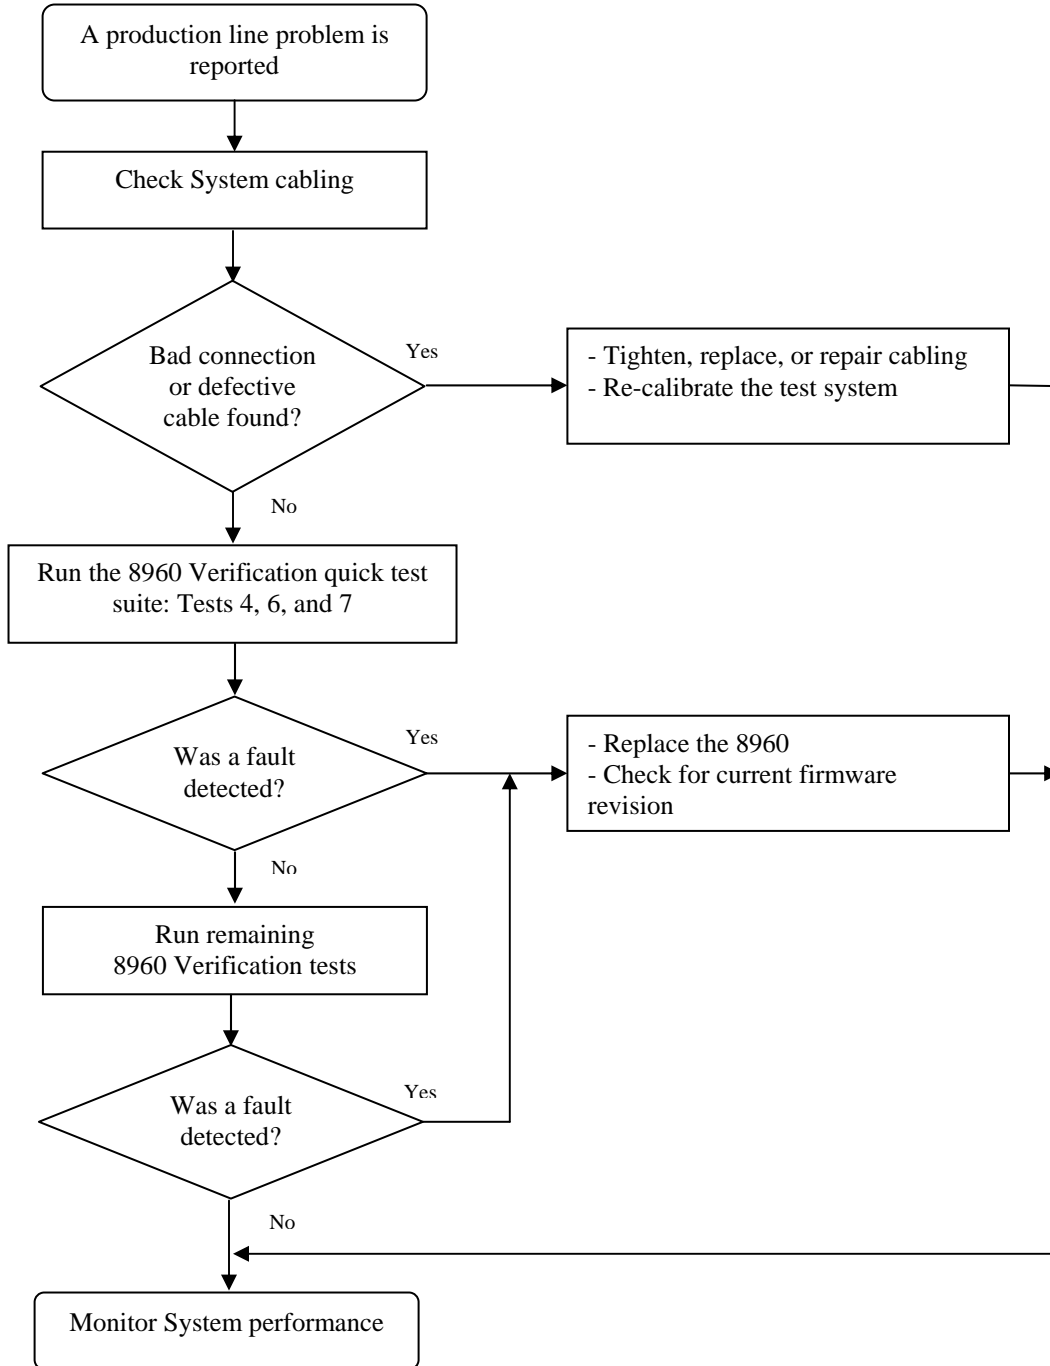 A production line problem is
reported
Check System cabling
Bad connection
or defective
cable found?
Yes
- Tighten, replace, or repair cabling
- Re-calibrate the test system
No
Run the 8960 Verification quick test
suite: Tests 4, 6, and 7
Was a fault
detected?
Yes
- Replace the 8960
- Check for current firmware
revision
No
Run remaining
8960 Verification tests
Was a fault
detected?
Yes
No
Monitor System performance